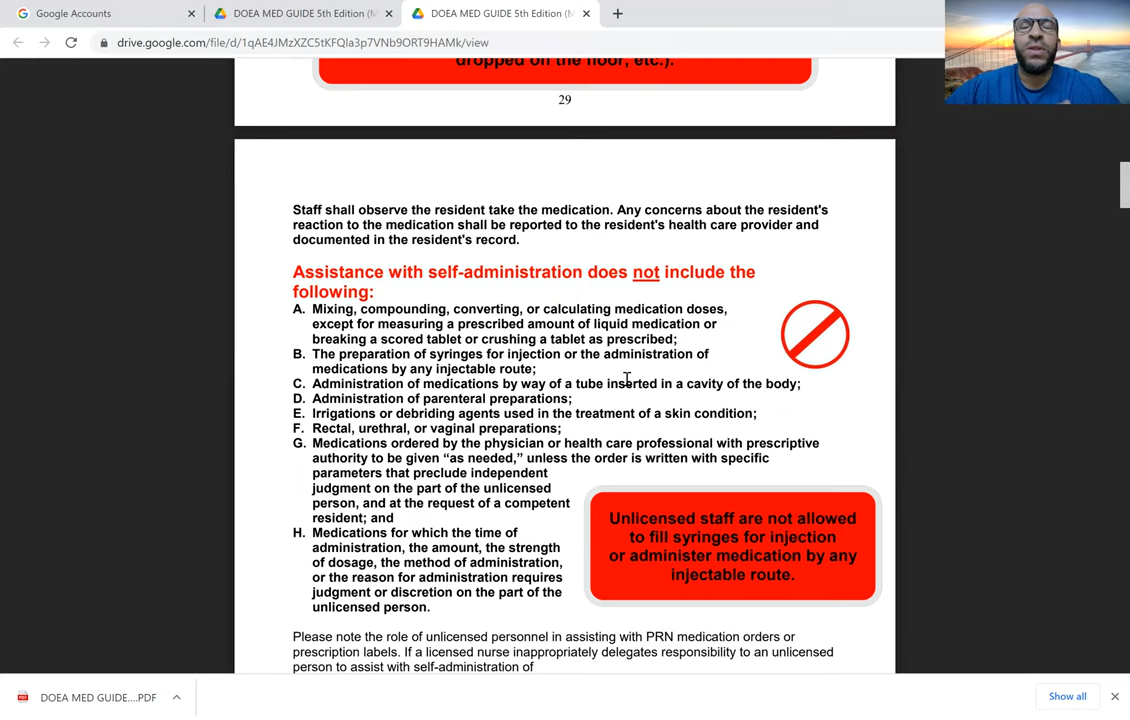 Google Accounts
DOEA MED GUIDE 5th Edition (M
DOEA MED GUIDE 5th Edition (M
drive.google.com/file/d/1qAE4JMzXZC5tKFQIa3p7VNb9ORT9HAMk/view
dropped on the floor, etc.).
29
Staff shall observe the resident take the medication. Any concerns about the resident's
reaction to the medication shall be reported to the resident's health care provider and
documented in the resident's record.
Assistance with self-administration does not include the
following:
A. Mixing, compounding, converting, or calculating medication doses,
except for measuring a prescribed amount of liquid medication or
breaking a scored tablet or crushing a tablet as prescribed;
B. The preparation of syringes for injection or the administration of
medications by any injectable route;
C. Administration of medications by way of a tube inserted in a cavity of the body;
D. Administration of parenteral preparations;
E. Irrigations or debriding agents used in the treatment of a skin condition;
F. Rectal, urethral, or vaginal preparations;
G. Medications ordered by the physician or health care professional with prescriptive
authority to be given “as needed,” unless the order is written with specific
parameters that preclude independent
judgment on the part of the unlicensed
person, and at the request of a competent
resident; and
H. Medications for which the time of
administration, the amount, the strength
of dosage, the method of administration,
or the reason for administration requires
judgment or discretion on the part of the
unlicensed person.
Unlicensed staff are not allowed
to fill syringes for injection
or administer medication by any
injectable route.
Please note the role of unlicensed personnel in assisting with PRN medication orders or
prescription labels. If a licensed nurse inappropriately delegates responsibility to an unlicensed
person to assist with self-administration of
DOEA MED GUIDE....PDF
Show all